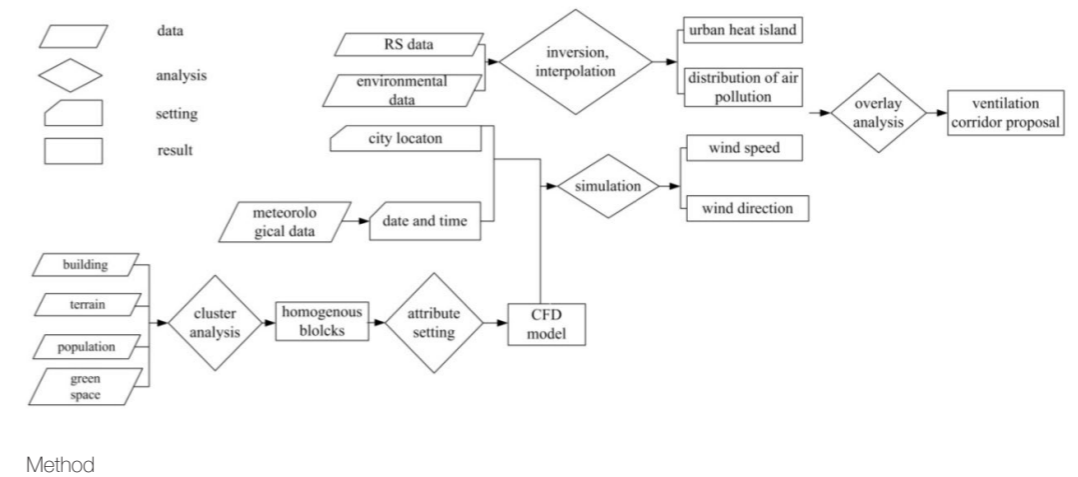 data
analysis
setting
result
RS data
environmental
data
inversion,
interpolation
urban heat island
distribution of air
pollution
overlay
analysis
ventilation
corridor proposal
city locaton
meteorolo
gical data
date and time
simulation
wind speed
wind direction
building
terrain
population
green
space
cluster
analysis
homogenous
blolcks
attribute
setting
CFD
model
Method